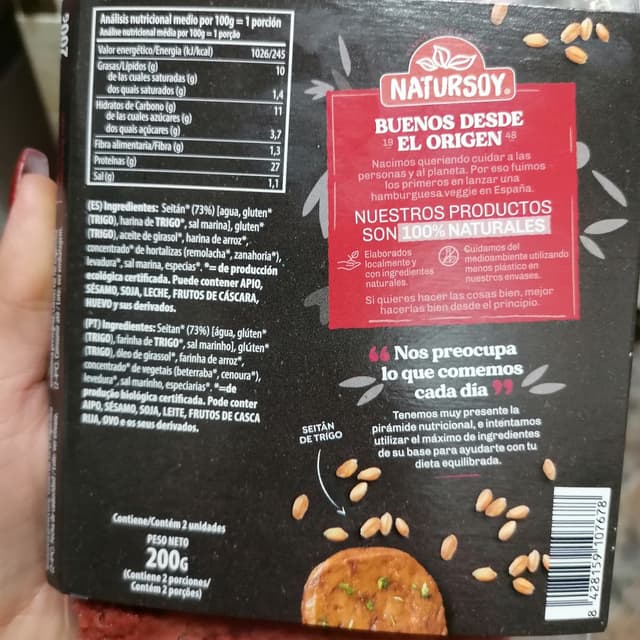 Análisis nutricional medio por 100g = 1 porción
Análise nutricional média por 100g = 1 porção
Valor energético/Energia (kJ/kcal) 1026/245
Grasas/Lípidos (g) 10
de las cuales saturadas (g)
dos quais saturados (g) 1,4
Hidratos de Carbono (g) 11
de las cuales azúcares (g)
dos quais açúcares (g) 3,7
Fibra alimentaria/Fibra (g) 1,3
Proteínas (g) 27
Sal (g) 1,1
(ES) Ingredientes: Seitán* (73%) [agua, gluten*
(TRIGO), harina de TRIGO*, sal marina], gluten*
(TRIGO), aceite de girasol*, harina de arroz*,
concentrado* de hortalizas (remolacha*, zanahoria*),
levadura*, sal marina, especias*. *=de producción
ecológica certificada. Puede contener APIO,
SÉSAMO, SOJA, LECHE, FRUTOS DE CÁSCARA,
HUEVO y sus derivados.
(PT) Ingredientes: Seitan* (73%) [água, glúten*
(TRIGO), farinha de TRIGO*, sal marinho], glúten*
(TRIGO), óleo de girassol*, farinha de arroz*,
concentrado* de vegetais (beterraba*, cenoura*),
levedura*, sal marinho, especiarias*. *=de
produção biológica certificada. Pode conter
AIPO, SÉSAMO, SOJA, LEITE, FRUTOS DE CASCA
RIJA, OVO e os seus derivados.
Contiene/Contém 2 unidades
PESO NETO
200G
(Contiene 2 porciones/
Contém 2 porções)
NATURSOY®
BUENOS DESDE
19 EL ORIGEN 48
Nacimos queriendo cuidar a las
personas y al planeta. Por eso fuimos
los primeros en lanzar una
hamburguesa veggie en España.
NUESTROS PRODUCTOS
SON 100% NATURALES
Elaborados
localmente y
con ingredientes
naturales.
Cuidamos del
medioambiente utilizando
menos plástico en
nuestros envases.
Si quieres hacer las cosas bien, mejor
hacerlas bien desde el principio.
“Nos preocupa
lo que comemos
cada día”
Tenemos muy presente la
pirámide nutricional, e intentamos
utilizar el máximo de ingredientes
de su base para ayudarte con tu
dieta equilibrada.
SEITÁN
DE TRIGO
8 428159 107678